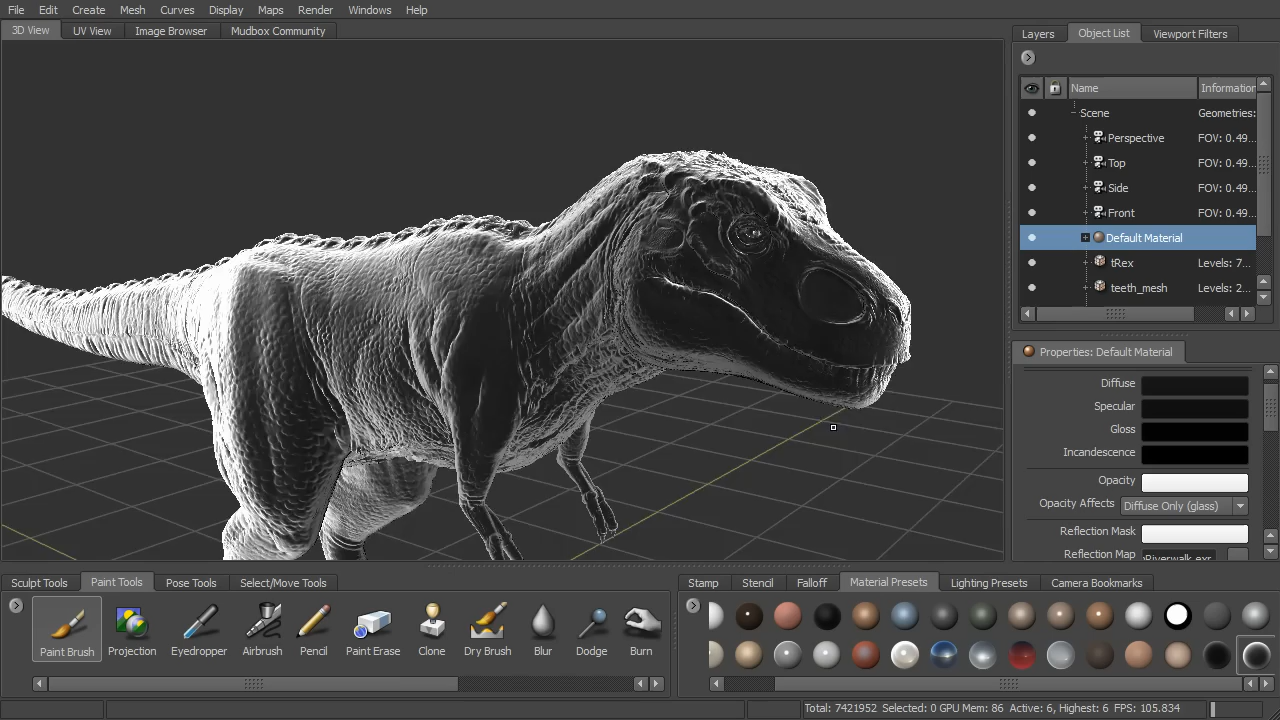 File Edit Create Mesh Curves Display Maps Render Windows Help
3D View UV View Image Browser Mudbox Community
Layers Object List Viewport Filters
Name Information
Scene Geometries:
Perspective FOV: 0.49...
Top FOV: 0.49...
Side FOV: 0.49...
Front FOV: 0.49...
Default Material
tRex Levels: 7...
teeth_mesh Levels: 2...
Properties: Default Material
Diffuse
Specular
Gloss
Incandescence
Opacity
Opacity Affects Diffuse Only (glass)
Reflection Mask
Reflection Map Riverwalk.exr
Sculpt Tools Paint Tools Pose Tools Select/Move Tools
Paint Brush Projection Eyedropper Airbrush Pencil Paint Erase Clone Dry Brush Blur Dodge Burn
Stamp Stencil Falloff Material Presets Lighting Presets Camera Bookmarks
Total: 7421952 Selected: 0 GPU Mem: 86 Active: 6, Highest: 6 FPS: 105.834